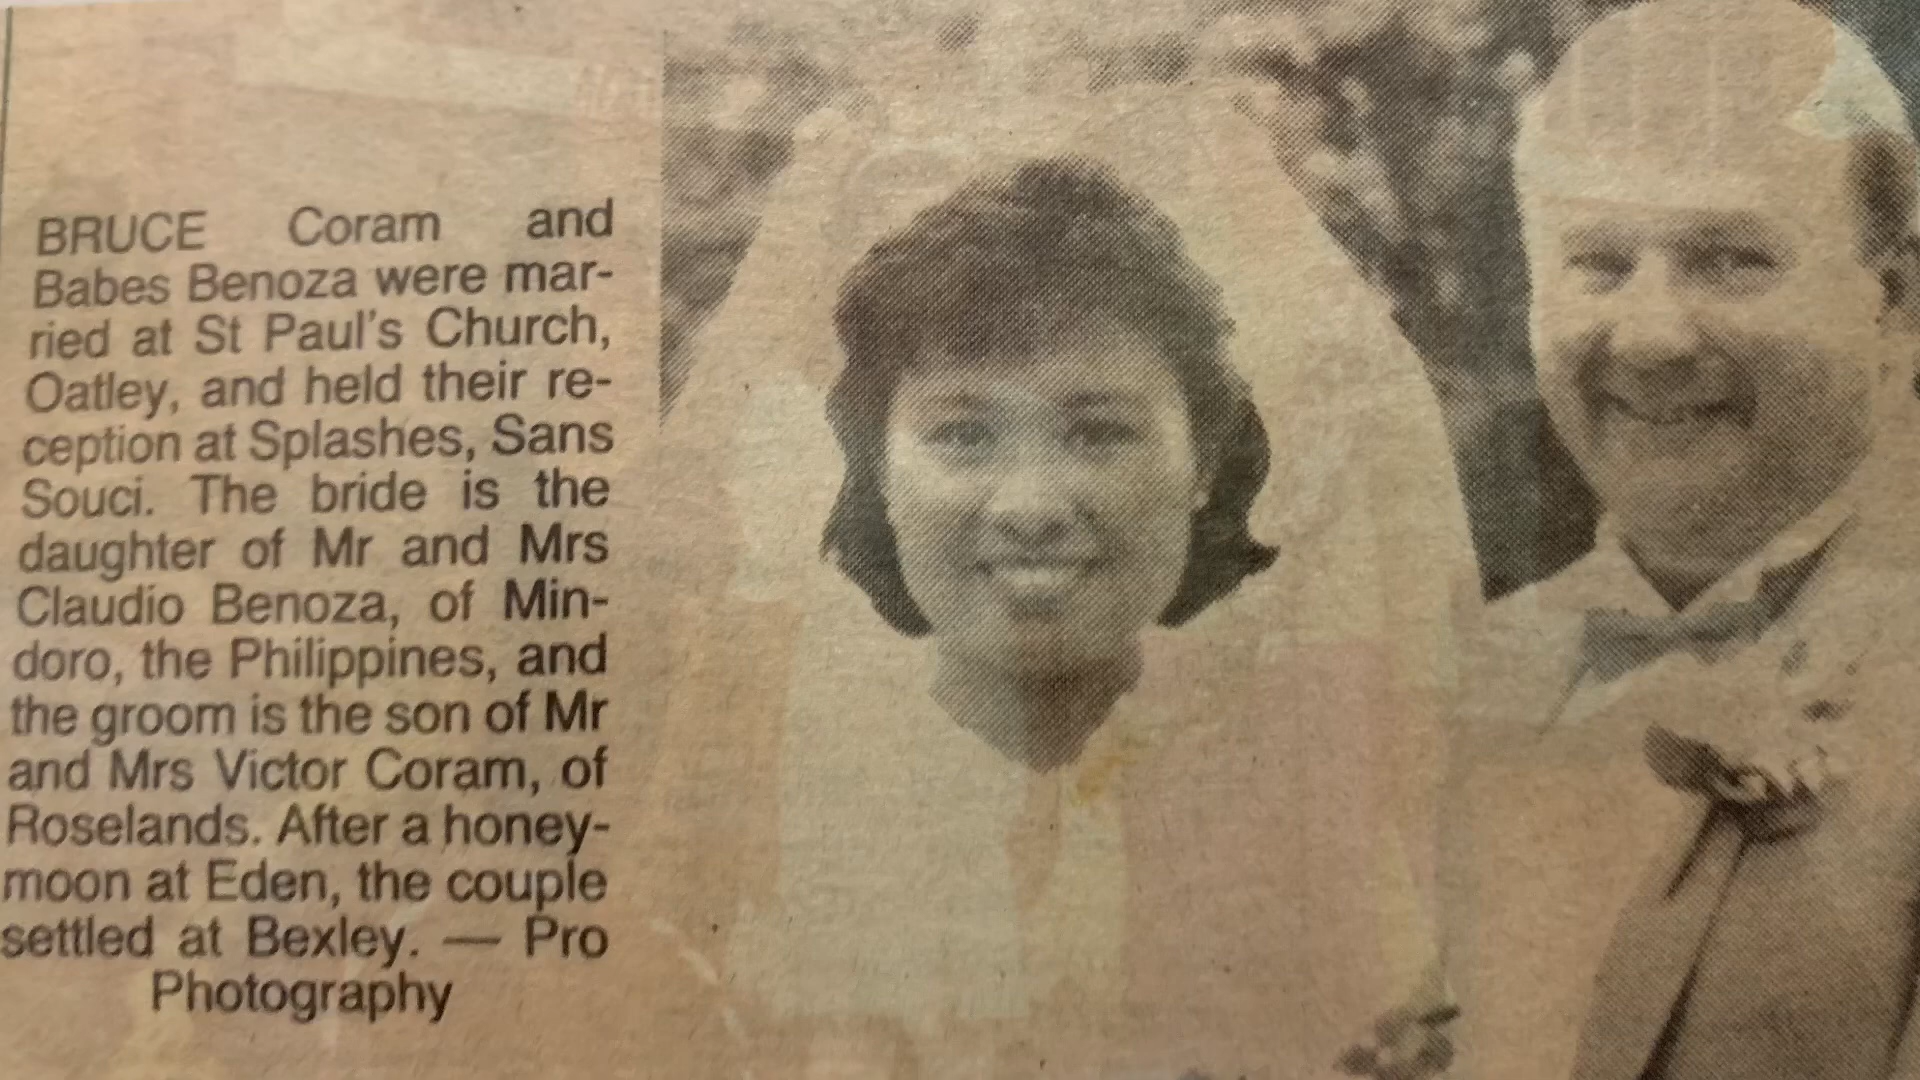 BRUCE Coram and
Babes Benoza were mar-
ried at St Paul's Church,
Oatley, and held their re-
ception at Splashes, Sans
Souci. The bride is the
daughter of Mr and Mrs
Claudio Benoza, of Min-
doro, the Philippines, and
the groom is the son of Mr
and Mrs Victor Coram, of
Roselands. After a honey-
moon at Eden, the couple
settled at Bexley. — Pro
Photography